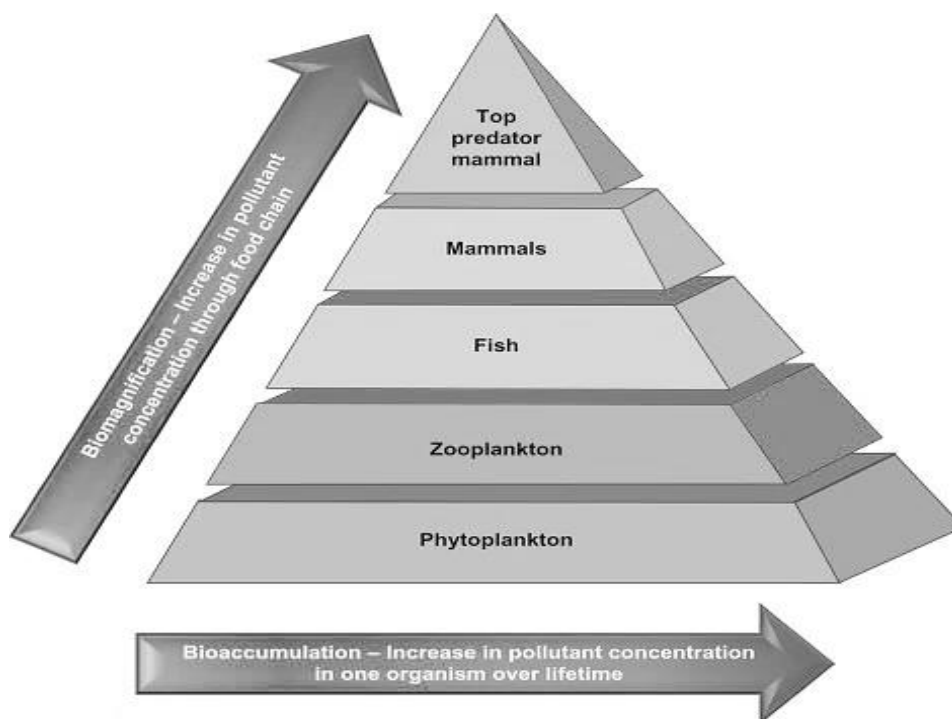 Top
predator
mammal
Mammals
Fish
Zooplankton
Phytoplankton
Biomagnification – Increase in pollutant
concentration through food chain
Bioaccumulation – Increase in pollutant concentration
in one organism over lifetime